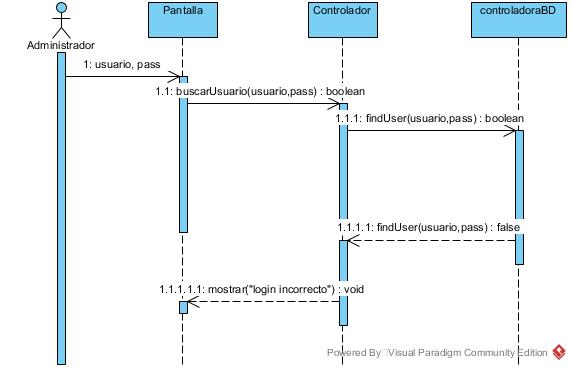 Pantalla
Controlador
controladoraBD
Administrador
1: usuario, pass
1.1: buscarUsuario(usuario,pass) : boolean
1.1.1: findUser(usuario,pass) : boolean
1.1.1.1: findUser(usuario,pass) : false
1.1.1.1.1: mostrar("login incorrecto") : void
Powered By Visual Paradigm Community Edition